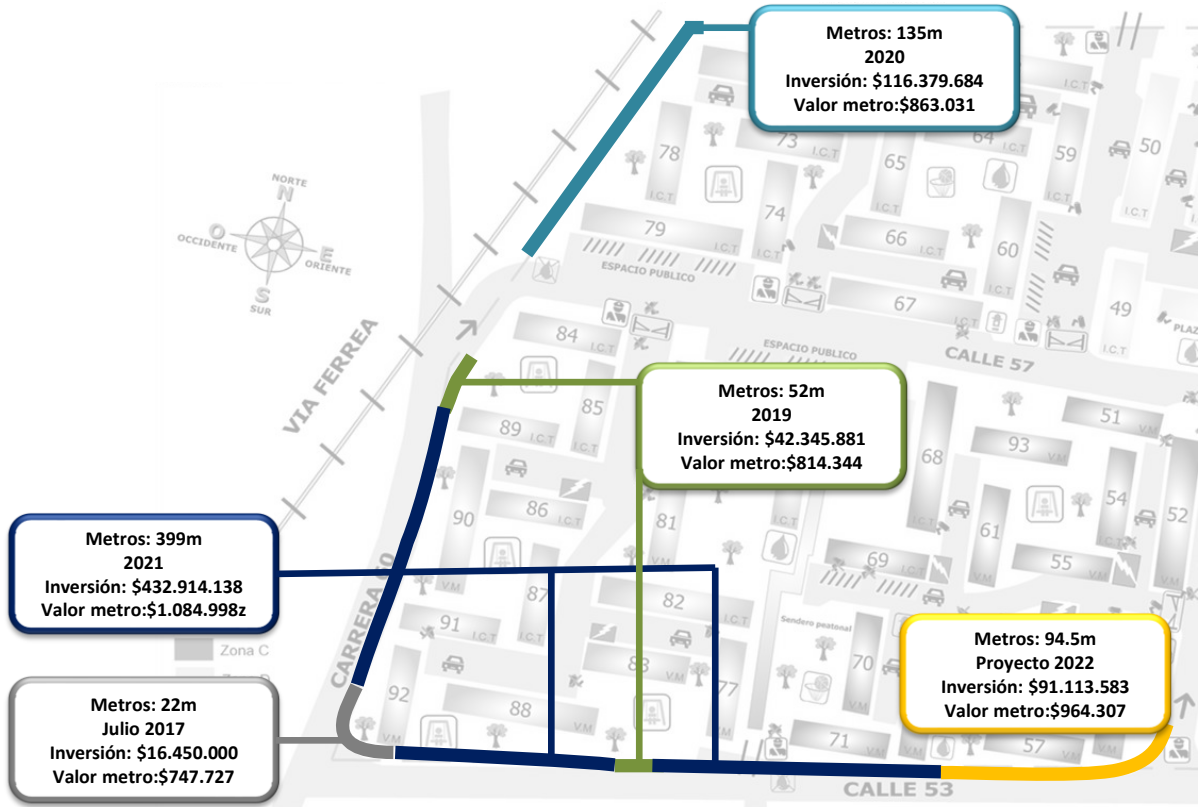 Metros: 135m
2020
Inversión: $116.379.684
Valor metro:$863.031
50
59
I.C.T
73
I.C.T
64
I.C.T
78
I.C.T
65
I.C.T
I.C.T
NORTE
N
O
OCCIDENTE
E
ORIENTE
S
SUR
74
I.C.T
79
I.C.T
66
I.C.T
60
I.C.T
ESPACIO PUBLICO
67
I.C.T
49
I.C.T
PLAZ
VIA FERREA
84
I.C.T
ESPACIO PUBLICO
CALLE 57
Metros: 52m
2019
Inversión: $42.345.881
Valor metro:$814.344
85
I.C.T
89
I.C.T
51
V.M
93
V.M
68
I.C.T
54
I.C.T
52
V.M
90
V.M
86
I.C.T
81
V.M
I.C.T
61
V.M
69
I.C.T
55
V.M
Metros: 399m
2021
Inversión: $432.914.138
Valor metro:$1.084.998z
87
I.C.T
82
I.C.T
91
I.C.T
Sendero peatonal
Zona C
CARRERA 60
88
V.M
77
V.M
70
V.M
92
V.M
88
V.M
71
V.M
57
V.M
Metros: 94.5m
Proyecto 2022
Inversión: $91.113.583
Valor metro:$964.307
Metros: 22m
Julio 2017
Inversión: $16.450.000
Valor metro:$747.727
CALLE 53